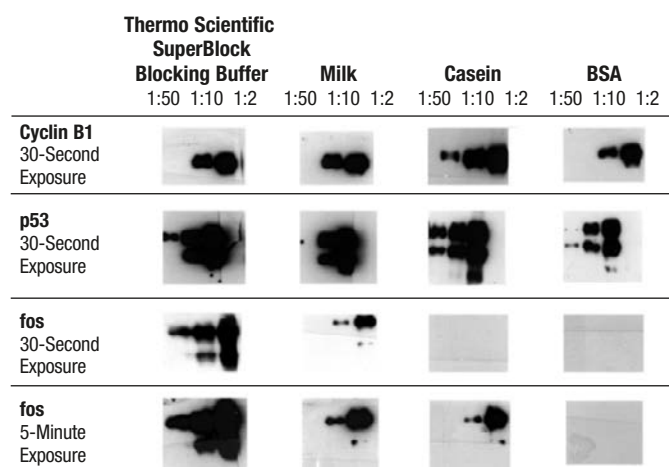 Thermo Scientific
SuperBlock
Blocking Buffer Milk Casein BSA
1:50 1:10 1:2 1:50 1:10 1:2 1:50 1:10 1:2 1:50 1:10 1:2
Cyclin B1
30-Second
Exposure
p53
30-Second
Exposure
fos
30-Second
Exposure
fos
5-Minute
Exposure